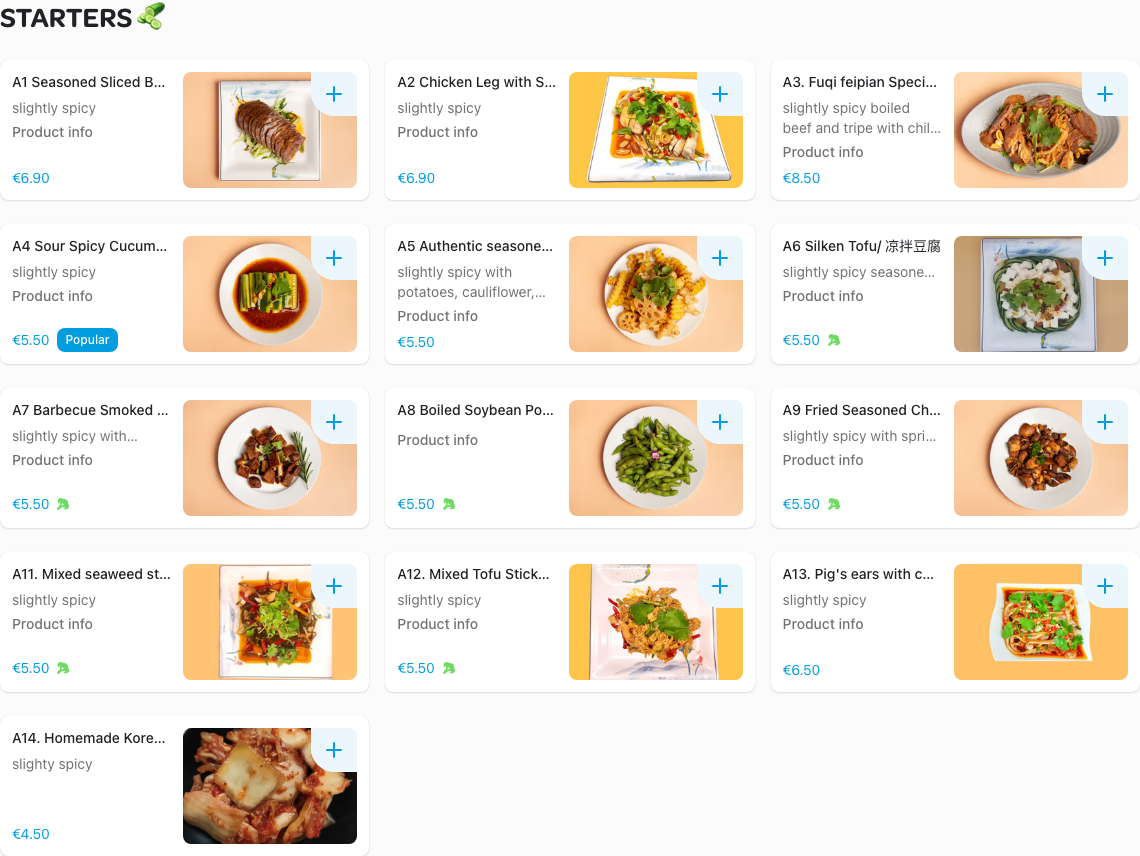 STARTERS
A1 Seasoned Sliced B...
slightly spicy
Product info
€6.90
A2 Chicken Leg with S...
slightly spicy
Product info
€6.90
A3. Fuqi feipian Speci...
slightly spicy boiled
beef and tripe with chil...
Product info
€8.50
A4 Sour Spicy Cucum...
slightly spicy
Product info
€5.50
Popular
A5 Authentic seasone...
slightly spicy with
potatoes, cauliflower,...
Product info
€5.50
A6 Silken Tofu/ 凉拌豆腐
slightly spicy seasone...
Product info
€5.50
A7 Barbecue Smoked ...
slightly spicy with...
Product info
€5.50
A8 Boiled Soybean Po...
Product info
€5.50
A9 Fried Seasoned Ch...
slightly spicy with spri...
Product info
€5.50
A11. Mixed seaweed st...
slightly spicy
Product info
€5.50
A12. Mixed Tofu Stick...
slightly spicy
Product info
€5.50
A13. Pig's ears with c...
slightly spicy
Product info
€6.50
A14. Homemade Kore...
slighty spicy
€4.50